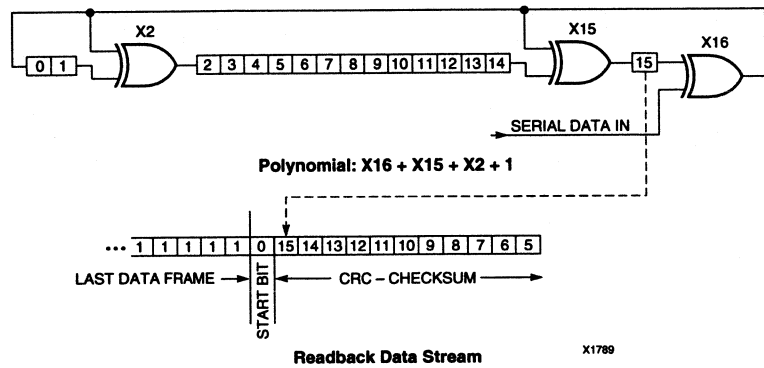 X2
X15
X16
0 1
2 3 4 5 6 7 8 9 10 11 12 13 14
15
SERIAL DATA IN
Polynomial: X16 + X15 + X2 + 1
••• 1 1 1 1 1 0 15 14 13 12 11 10 9 8 7 6 5
LAST DATA FRAME
START BIT
CRC – CHECKSUM
Readback Data Stream
X1789